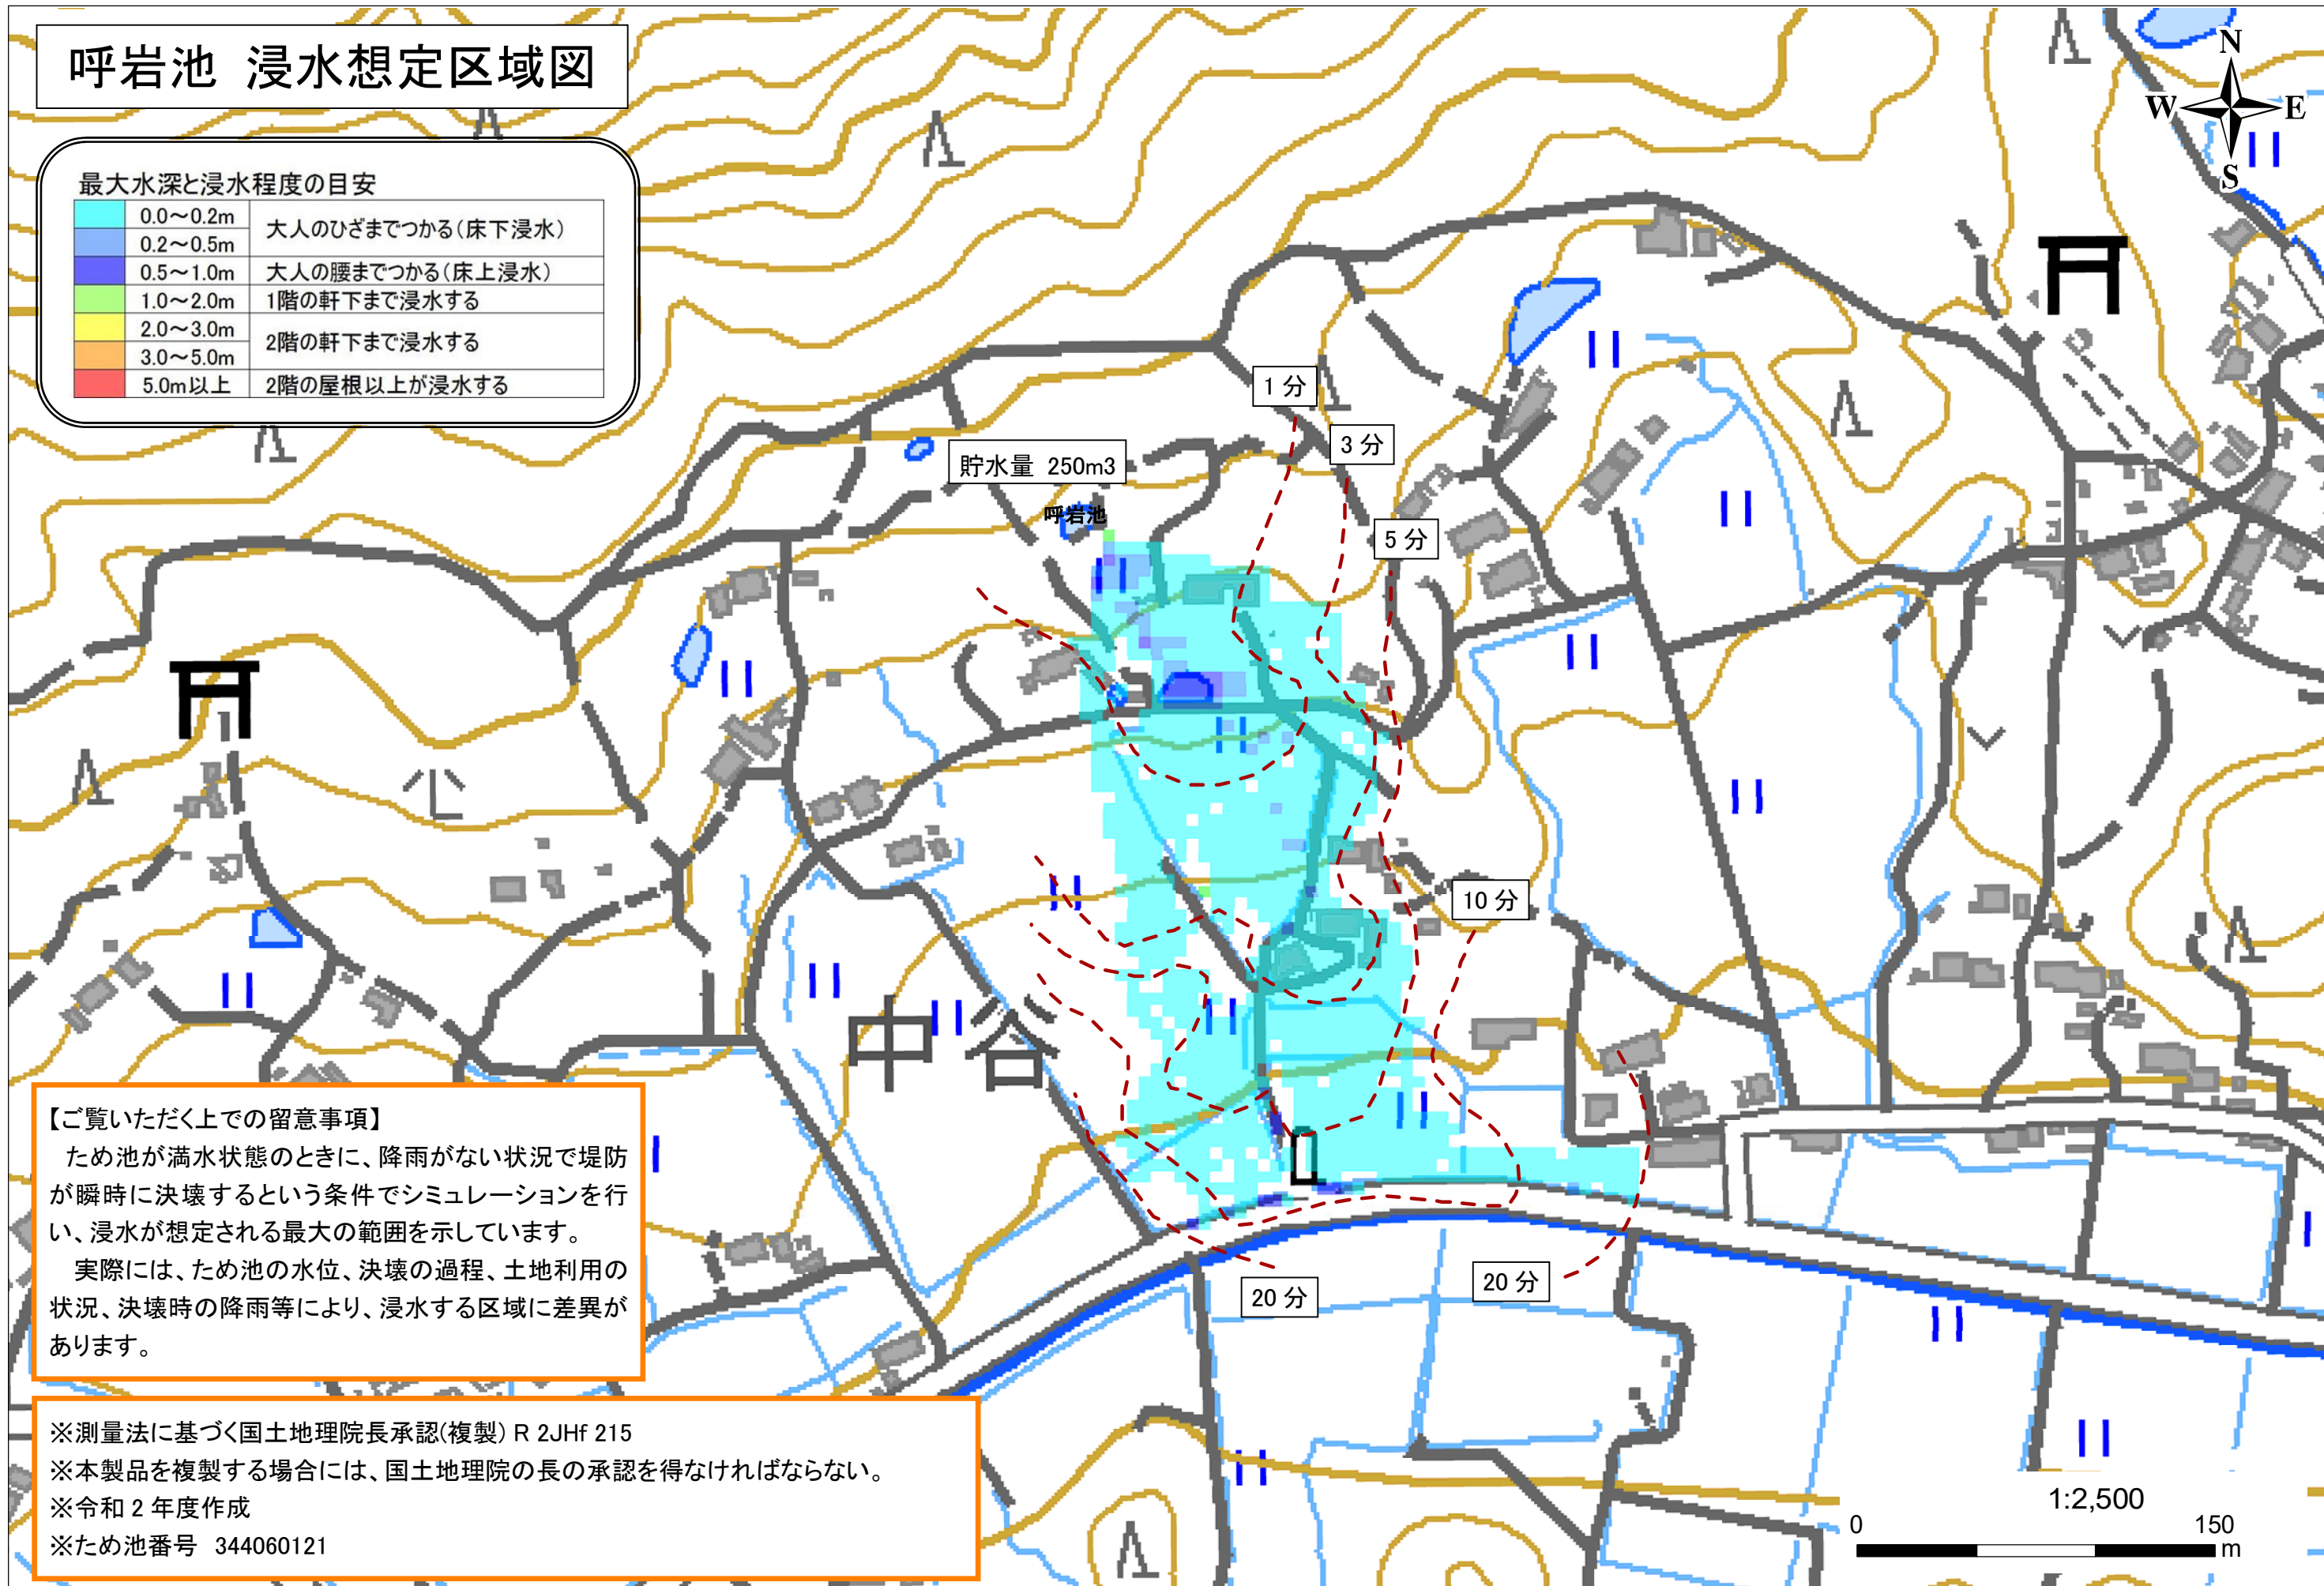 呼岩池 浸水想定区域図
N
W E
S
最大水深と浸水程度の目安
0.0～0.2m 大人のひざまでつかる(床下浸水)
0.2～0.5m
0.5～1.0m 大人の腰までつかる(床上浸水)
1.0～2.0m 1階の軒下まで浸水する
2.0～3.0m 2階の軒下まで浸水する
3.0～5.0m
5.0m以上 2階の屋根以上が浸水する
1 分
3 分
貯水量 250m3
呼岩池
5 分
10 分
中谷
20 分
20 分
【ご覧いただく上での留意事項】
ため池が満水状態のときに、降雨がない状況で堤防
が瞬時に決壊するという条件でシミュレーションを行
い、浸水が想定される最大の範囲を示しています。
実際には、ため池の水位、決壊の過程、土地利用の
状況、決壊時の降雨等により、浸水する区域に差異が
あります。
※測量法に基づく国土地理院長承認(複製) R 2JHf 215
※本製品を複製する場合には、国土地理院の長の承認を得なければならない。
※令和 2 年度作成
※ため池番号 344060121
1:2,500
0 150
m